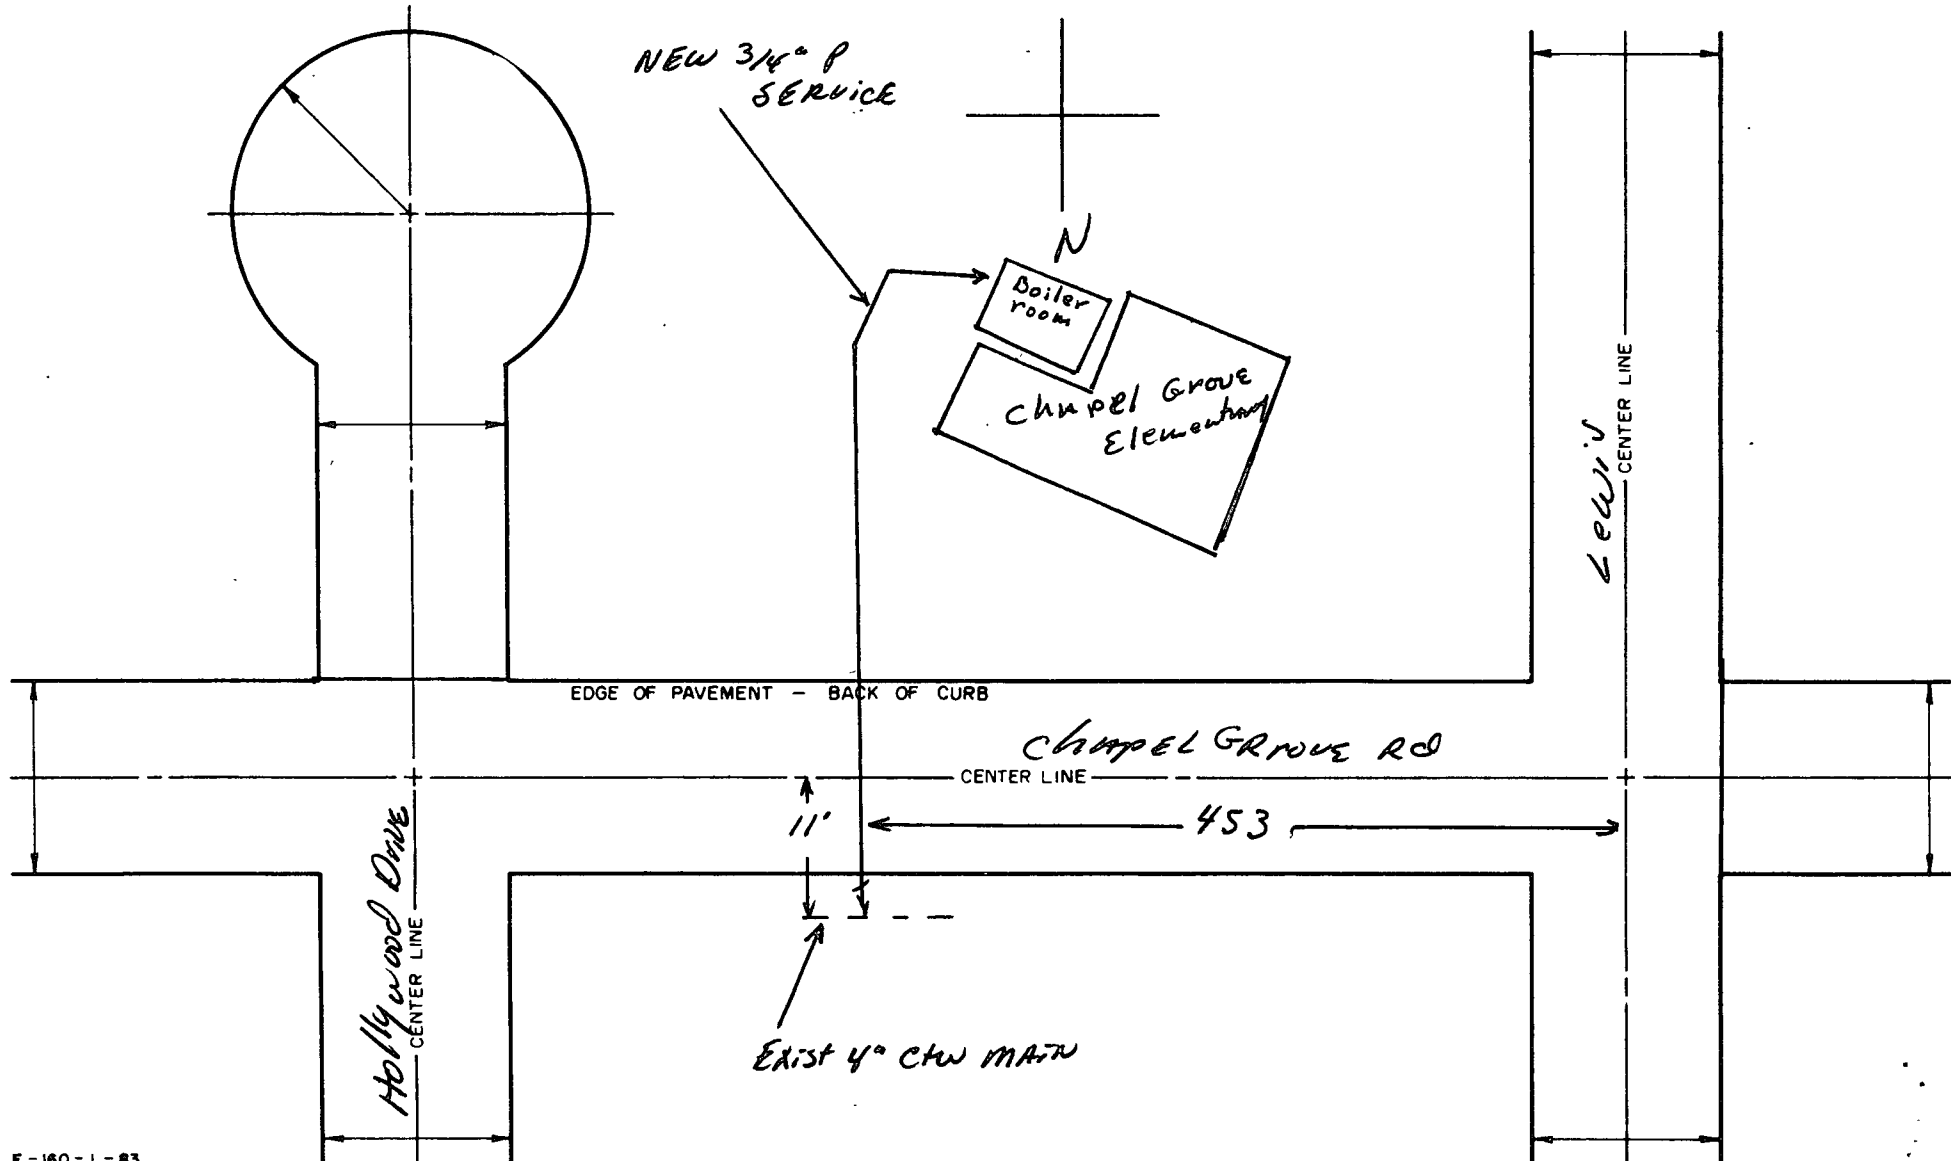 NEW 3/4" P
SERVICE
N
Boiler
room
Chapel Grove
Elementary
CENTER LINE
Lewis
EDGE OF PAVEMENT - BACK OF CURB
Chapel Grove Rd
CENTER LINE
11'
453
Hollywood Drive
CENTER LINE
Exist 4" CtW MAIN
F-160-1-83